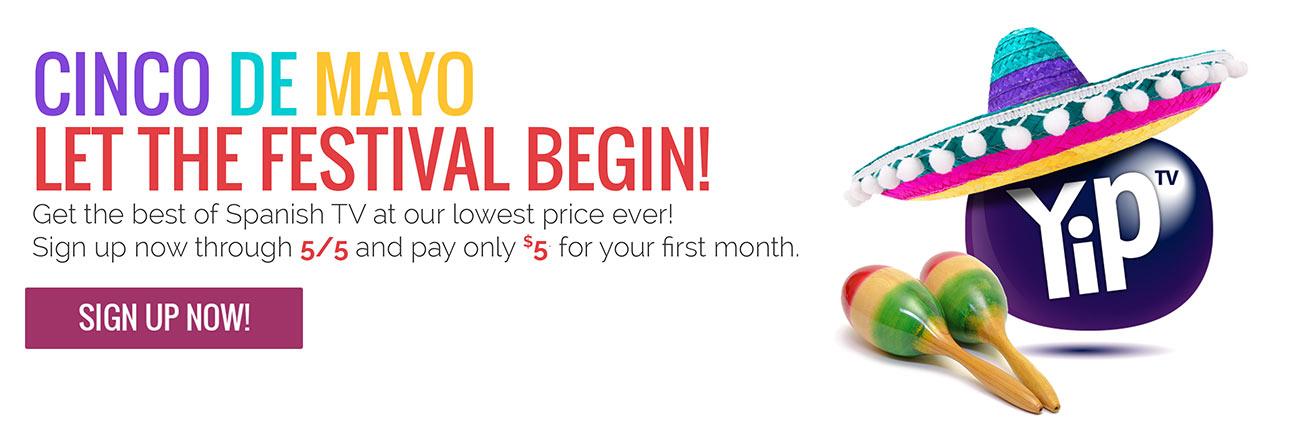 CINCO DE MAYO
LET THE FESTIVAL BEGIN!
Get the best of Spanish TV at our lowest price ever!
Sign up now through 5/5 and pay only $5 for your first month.
SIGN UP NOW!
YiP TV